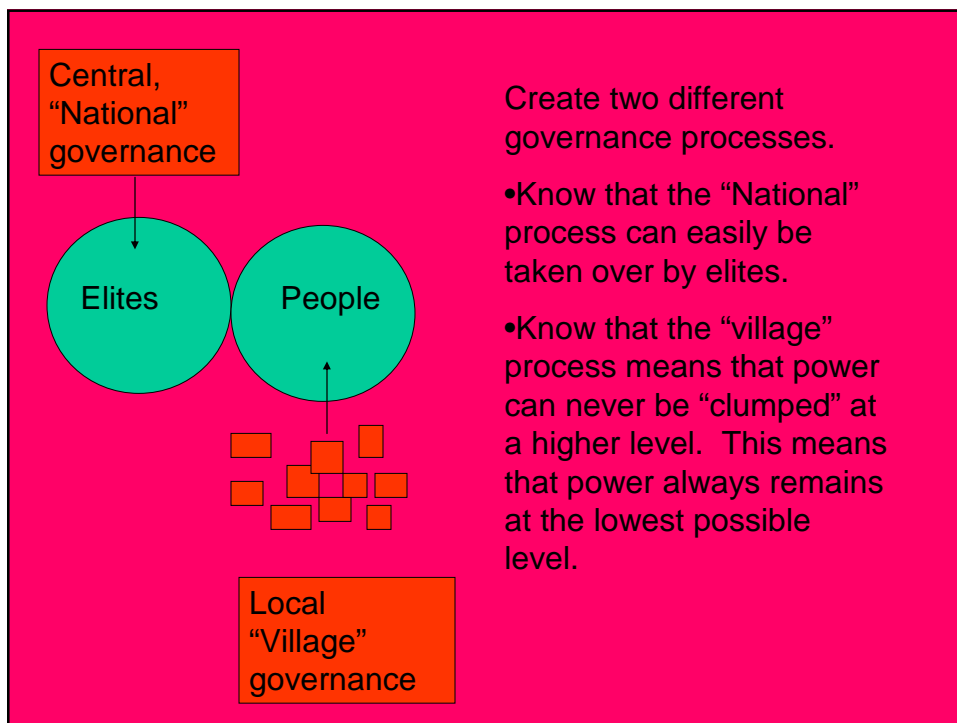 Central,
“National”
governance
Elites
People
Local
“Village”
governance
Create two different
governance processes.
•Know that the “National”
process can easily be
taken over by elites.
•Know that the “village”
process means that power
can never be “clumped” at
a higher level.  This means
that power always remains
at the lowest possible
level.